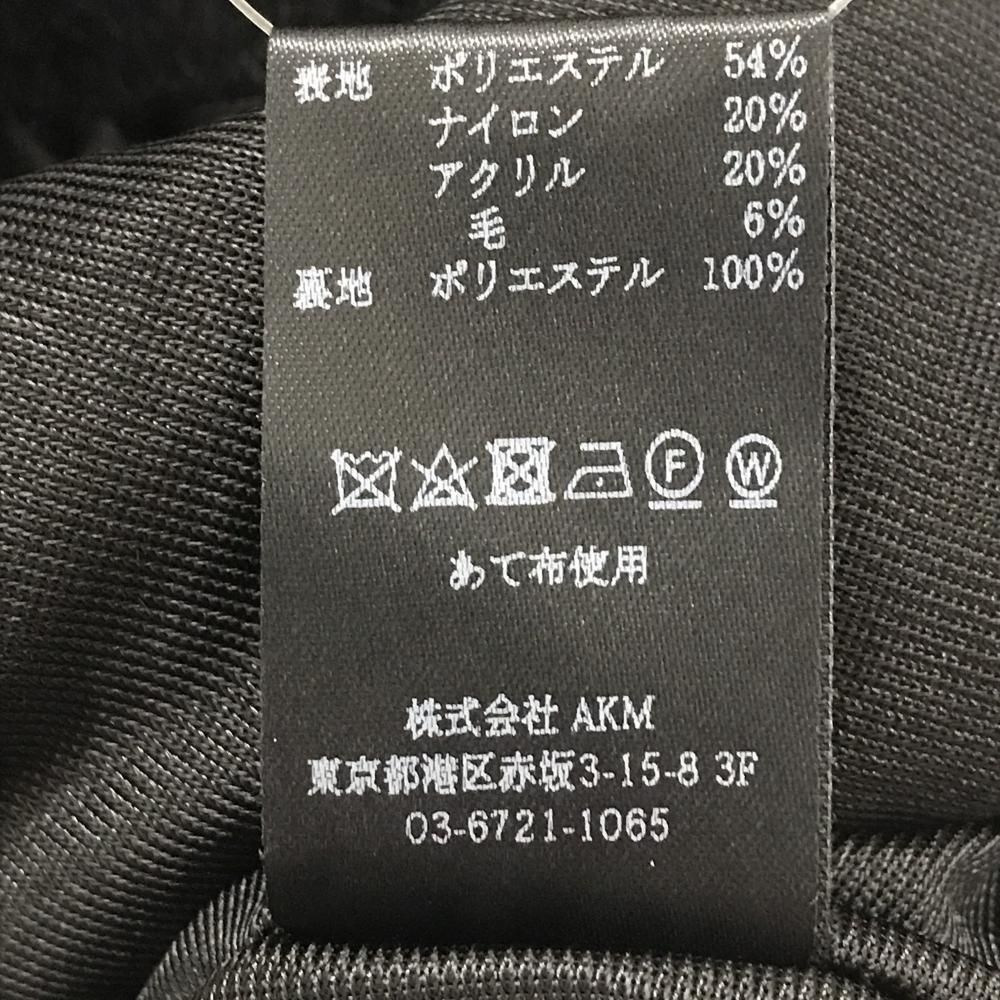 表地 ポリエステル 54%
ナイロン 20%
アクリル 20%
毛 6%
裏地 ポリエステル 100%
F W
あて布使用
株式会社 AKM
東京都港区赤坂3-15-8 3F
03-6721-1065